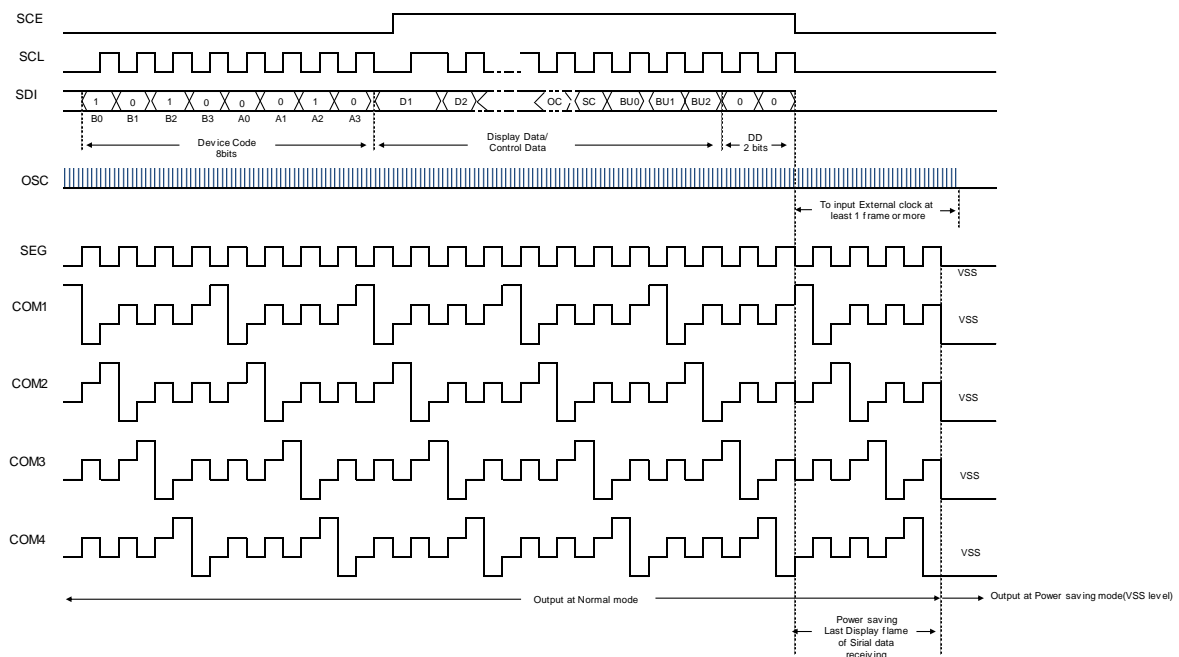 SCE
SCL
SDI
1 0 1 0 0 0 1 0 D1 D2 OC SC BU0 BU1 BU2 0 0
B0 B1 B2 B3 A0 A1 A2 A3
Device Code
8bits
Display Data/
Control Data
DD
2 bits
OSC
To input External clock at
least 1 frame or more
SEG
VSS
COM1
VSS
COM2
VSS
COM3
VSS
COM4
VSS
Output at Normal mode
Output at Power saving mode(VSS level)
Power saving
Last Display flame
of Sirial data
receiving